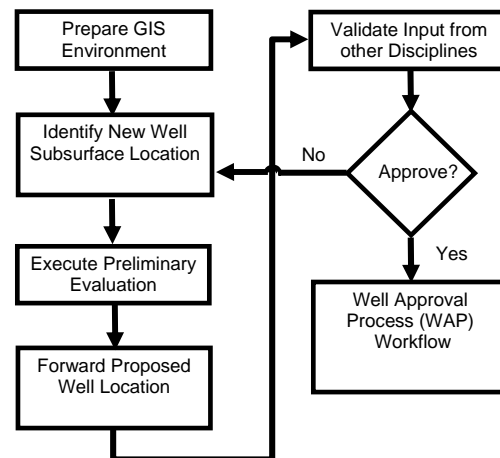 Prepare GIS
Environment
Identify New Well
Subsurface Location
Execute Preliminary
Evaluation
Forward Proposed
Well Location
Validate Input from
other Disciplines
Approve?
No
Yes
Well Approval
Process (WAP)
Workflow